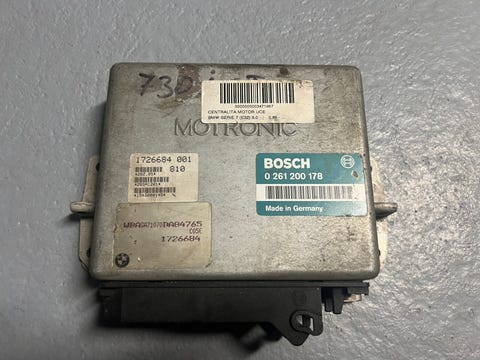 730i
0000000003471967
CENTRALITA MOTOR UCE
BMW SERIE 7 (E32) 3.0
MOTRONIC
1726684 001
810
BOSCH
0 261 200 178
Made in Germany
1726684